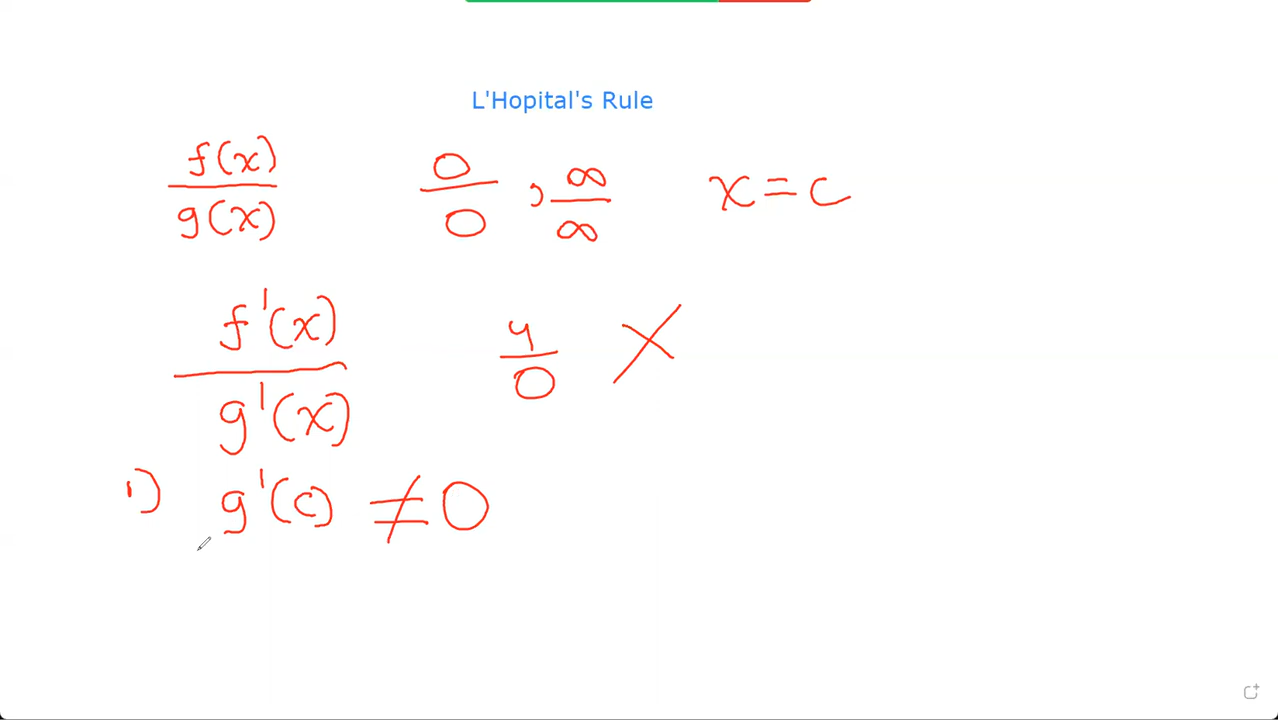 L'Hopital's Rule
f(x)/g(x) 0/0 , ∞/∞ x = c
f'(x)/g'(x) 4/0 ×
1) g'(c) ≠ 0